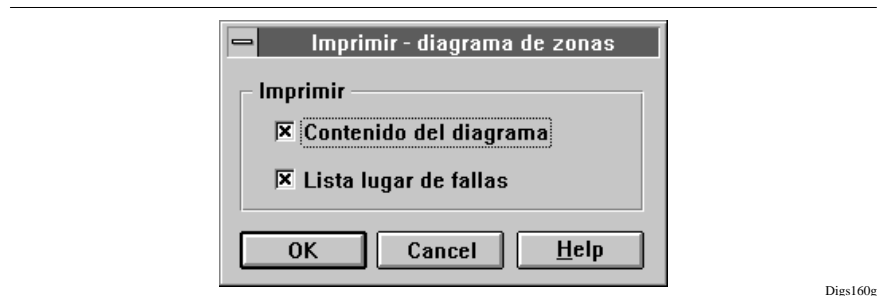 Imprimir - diagrama de zonas
Imprimir
Contenido del diagrama
Lista lugar de fallas
OK Cancel Help
Digs160g